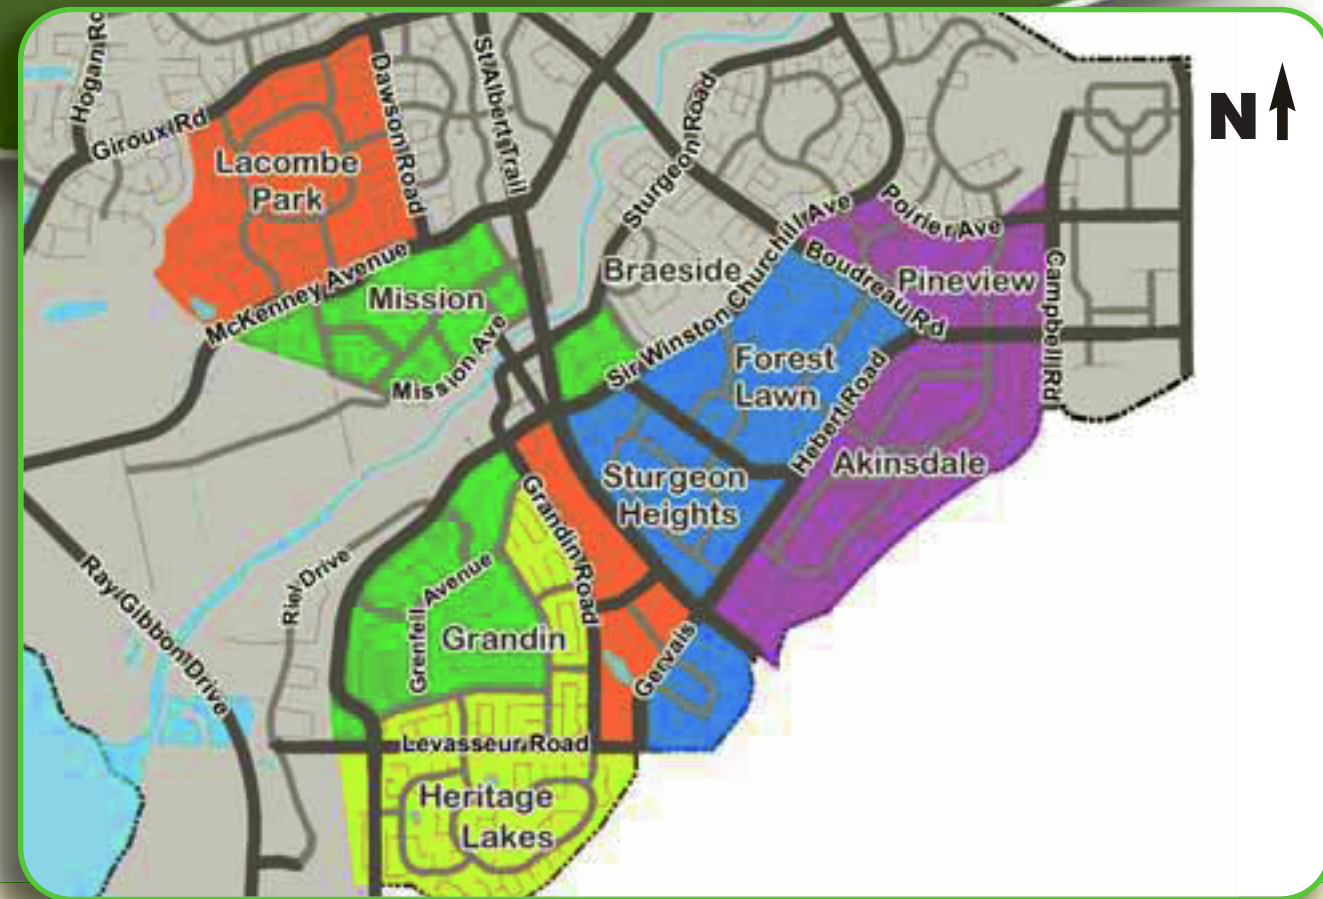 Hogan Ro
Giroux Rd
Dawson Road
St Albert Trail
Sturgeon Road
N
Lacombe
Park
Poirier Ave
McKenney Avenue
Mission
Braeside
Sir Winston Churchill Ave
Boudreau Rd
Pineview
Campbell Rd
Mission Ave
Forest
Lawn
Hebert Road
Akinsdale
Sturgeon
Heights
Grandin Road
Ray Gibbon Drive
Riel Drive
Grenfell Avenue
Grandin
Gervais
Levasseur Road
Heritage
Lakes